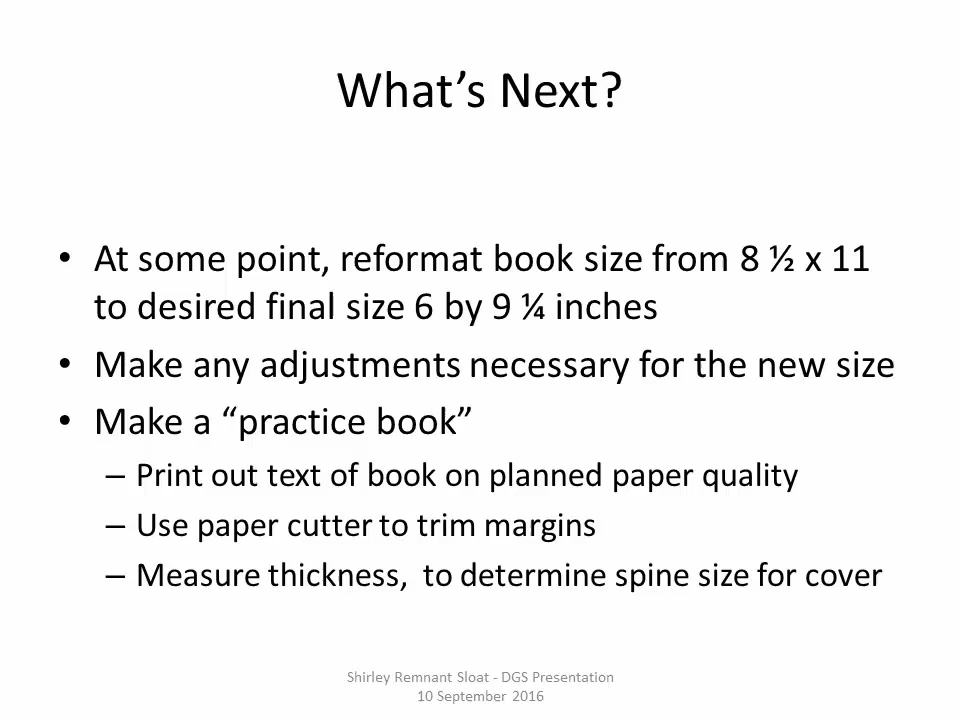 What’s Next?
• At some point, reformat book size from 8 ½ x 11
to desired final size 6 by 9 ¼ inches
• Make any adjustments necessary for the new size
• Make a “practice book”
– Print out text of book on planned paper quality
– Use paper cutter to trim margins
– Measure thickness,  to determine spine size for cover
Shirley Remnant Sloat - DGS Presentation
10 September 2016